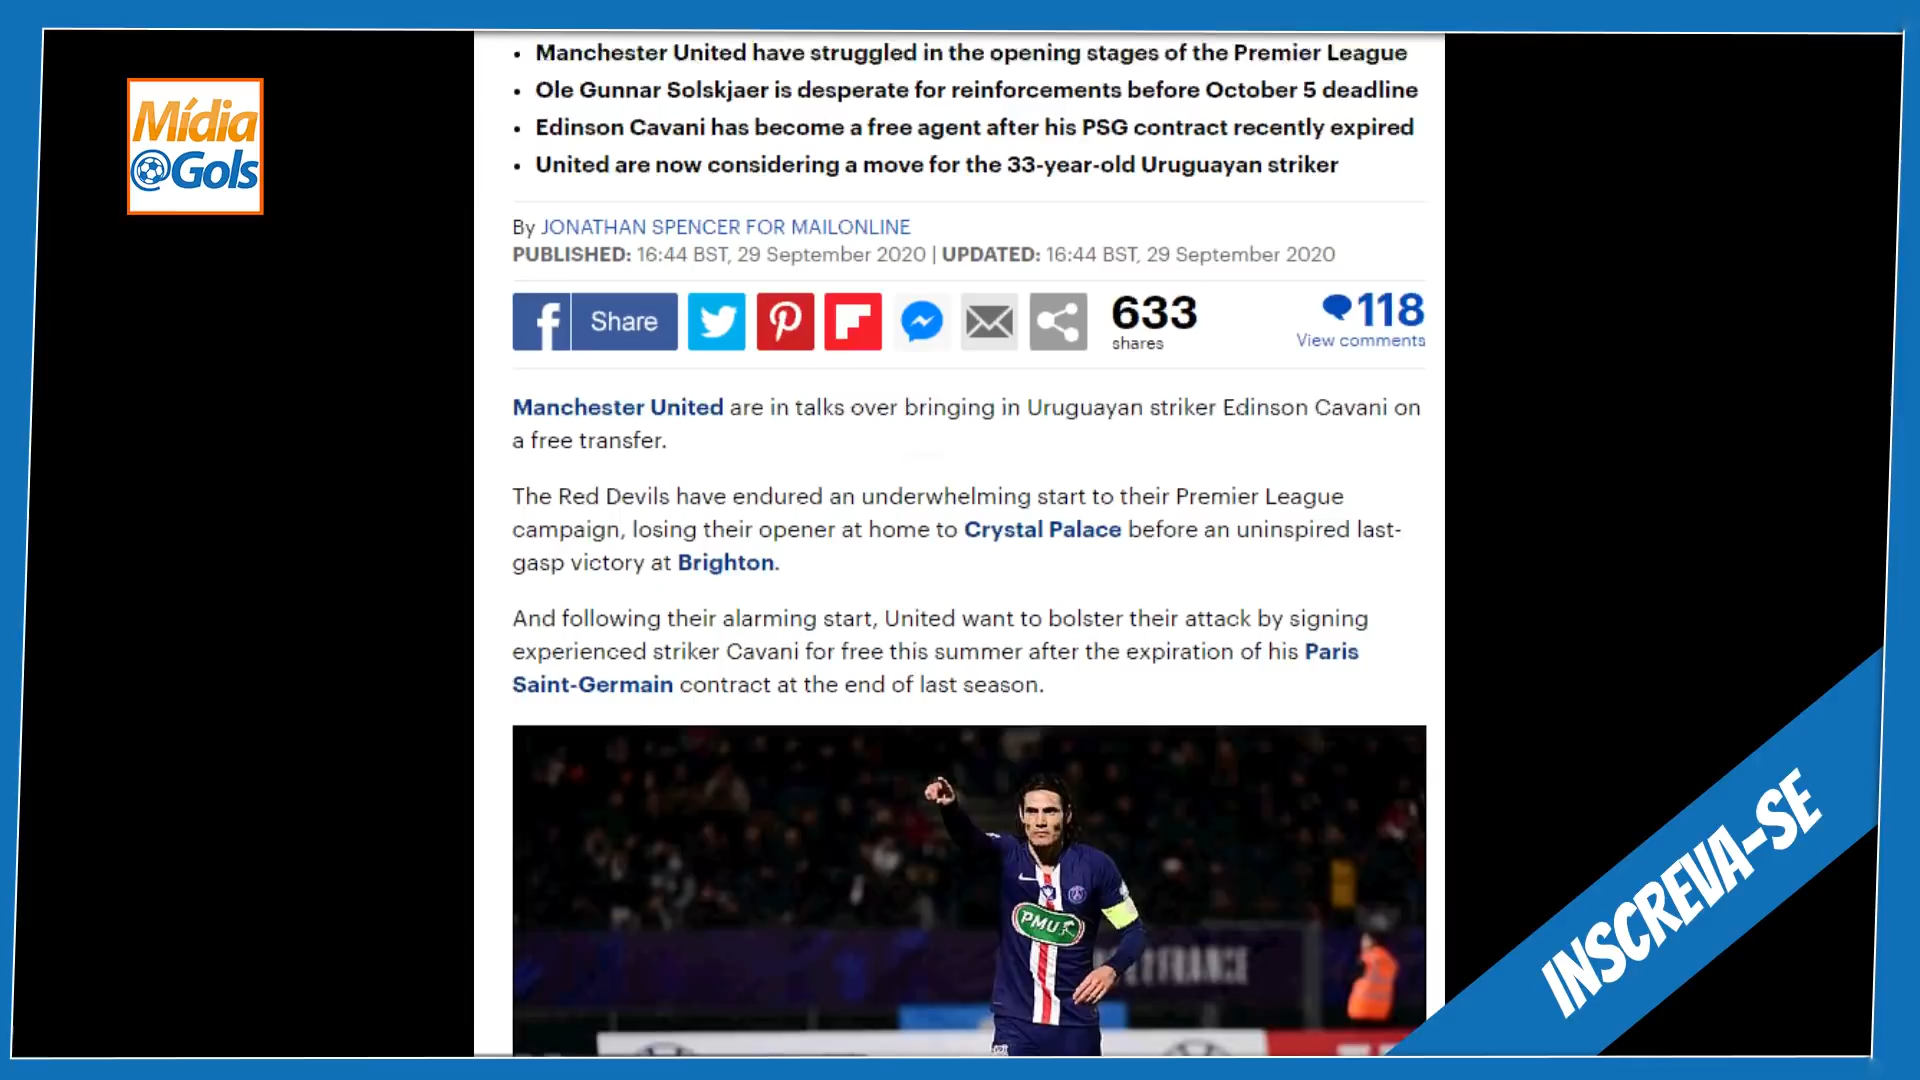 Mídia
@Gols
• Manchester United have struggled in the opening stages of the Premier League
• Ole Gunnar Solskjaer is desperate for reinforcements before October 5 deadline
• Edinson Cavani has become a free agent after his PSG contract recently expired
• United are now considering a move for the 33-year-old Uruguayan striker
By JONATHAN SPENCER FOR MAILONLINE
PUBLISHED: 16:44 BST, 29 September 2020 | UPDATED: 16:44 BST, 29 September 2020
Share
633
shares
118
View comments
Manchester United are in talks over bringing in Uruguayan striker Edinson Cavani on
a free transfer.
The Red Devils have endured an underwhelming start to their Premier League
campaign, losing their opener at home to Crystal Palace before an uninspired last-
gasp victory at Brighton.
And following their alarming start, United want to bolster their attack by signing
experienced striker Cavani for free this summer after the expiration of his Paris
Saint-Germain contract at the end of last season.
PMU
FRANCE
INSCREVA-SE